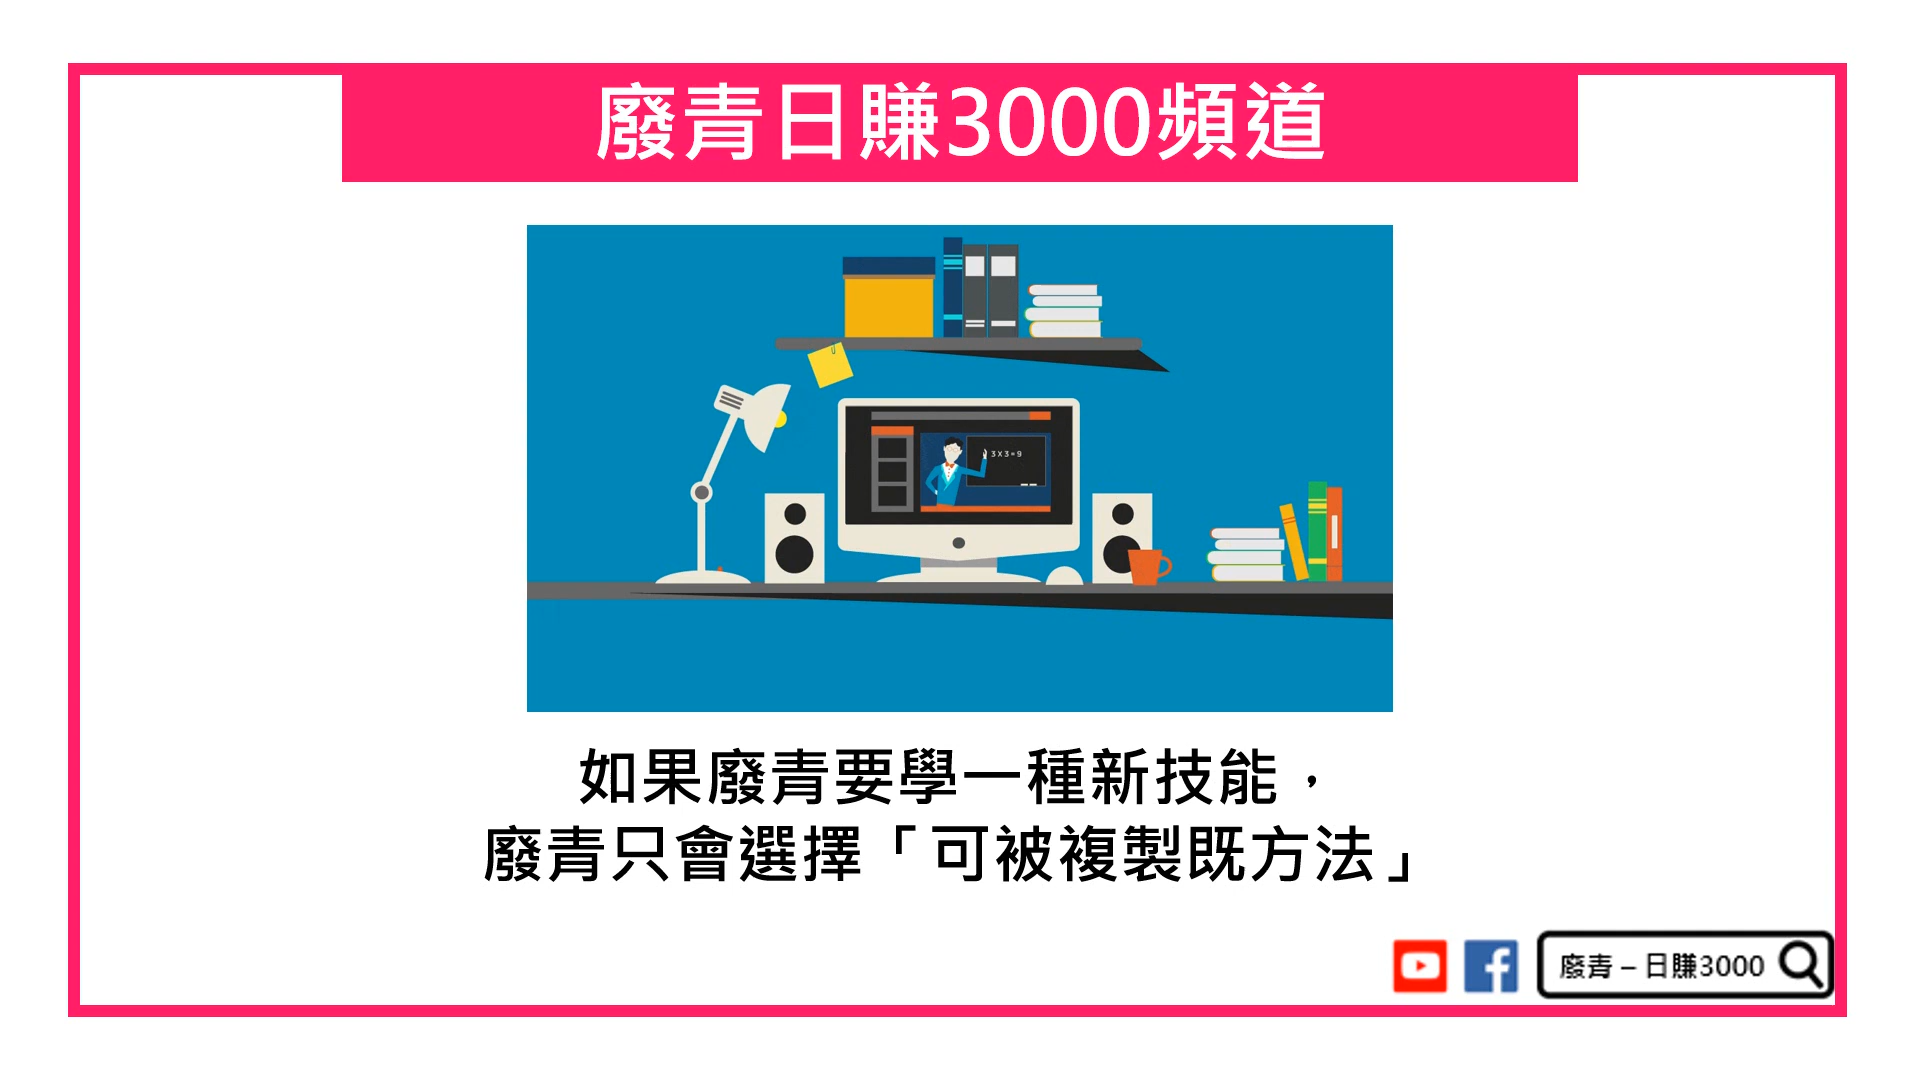 廢青日賺3000頻道
3X3=9
如果廢青要學一種新技能，
廢青只會選擇「可被複製既方法」
廢青 – 日賺3000